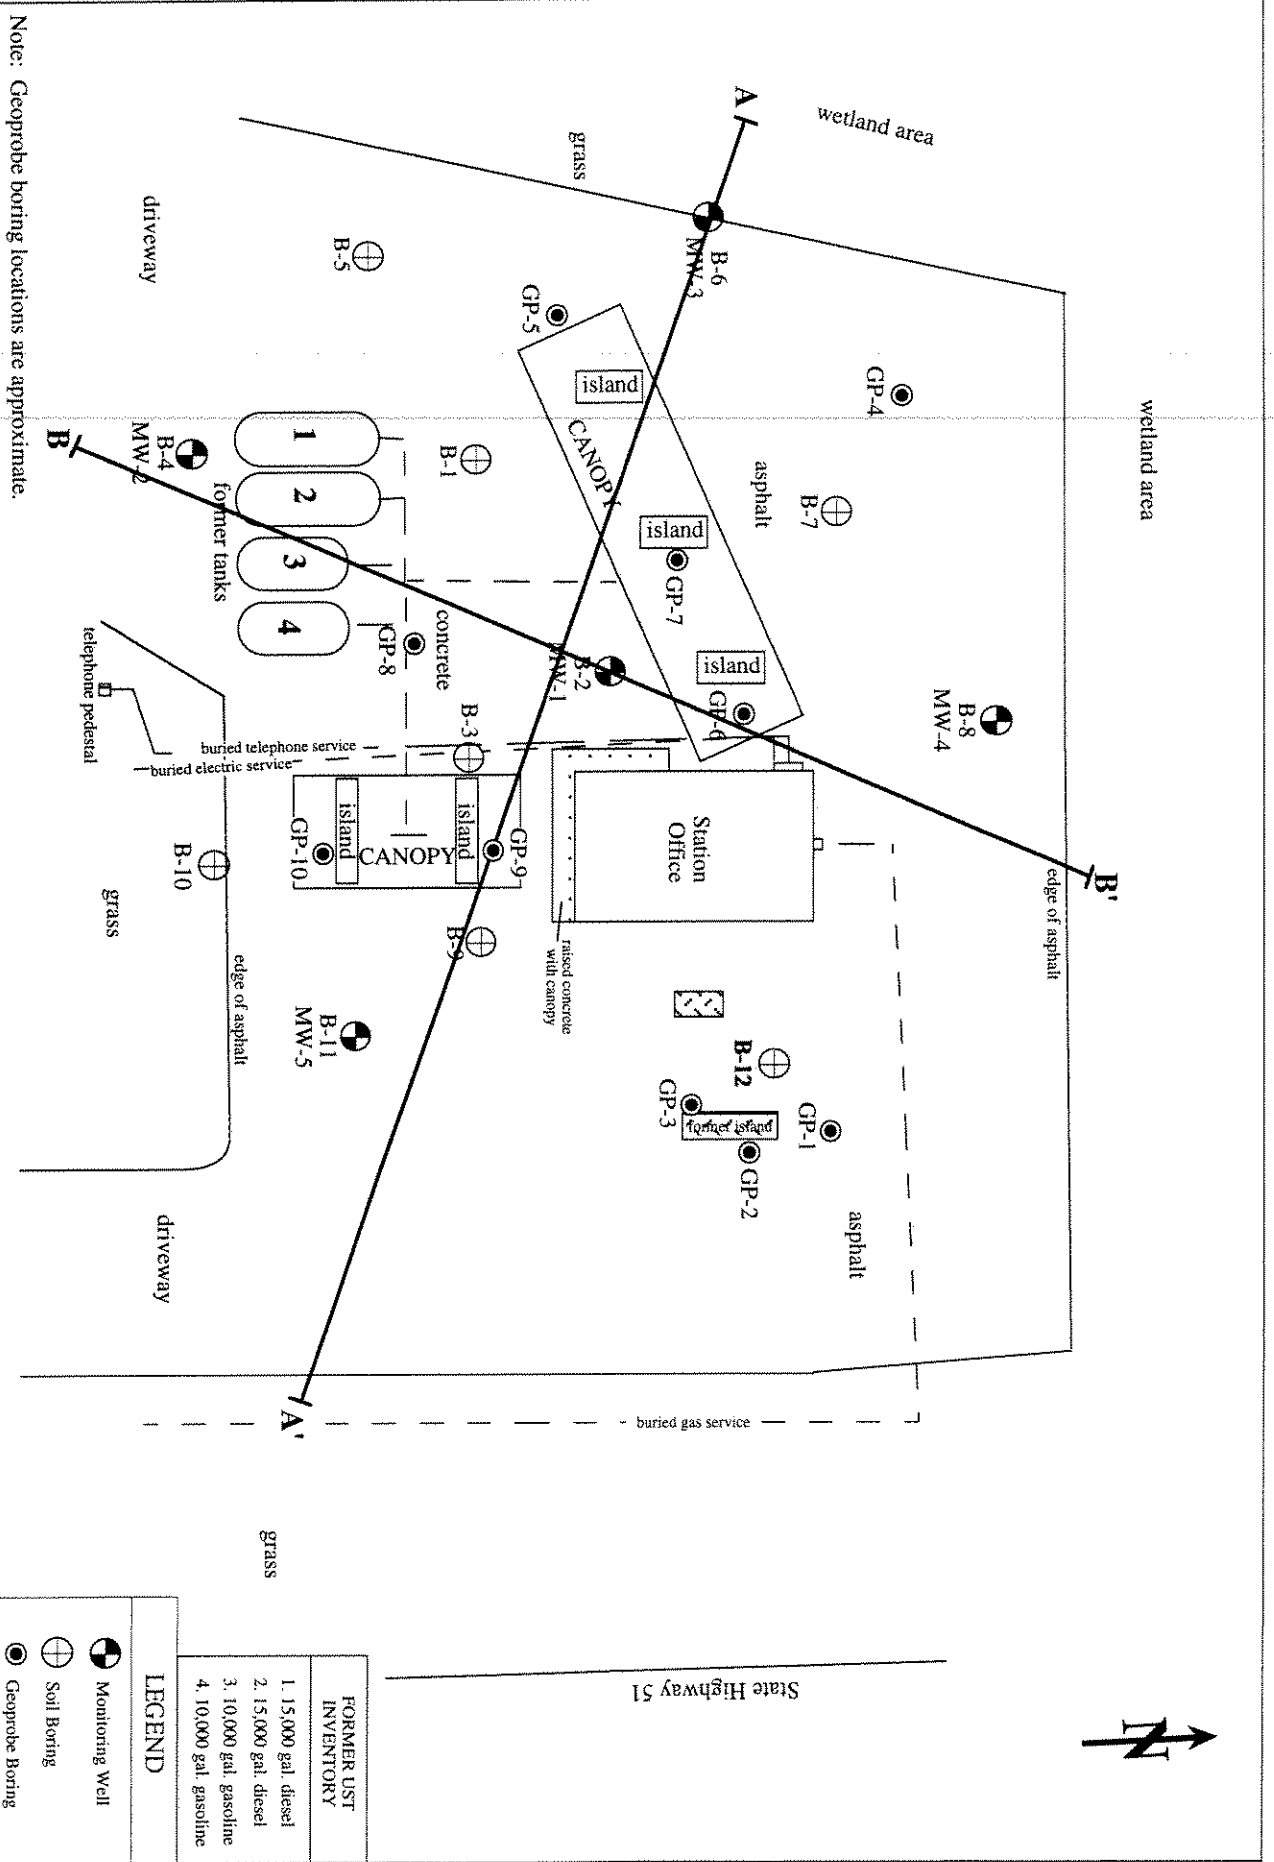 wetland area
A
grass
B-6
MW-3
driveway
B-5
GP-5
island
CANOPY
GP-4
wetland area
asphalt
B-7
island
GP-7
B-1
B
B-4
MW-2
1
2
3
4
former tanks
GP-8
concrete
B-2
MW-1
island
GP-6
B-8
MW-4
telephone pedestal
buried telephone service
buried electric service
B-3
island
island
CANOPY
GP-9
GP-10
Station
Office
B'
edge of asphalt
B-10
grass
B-9
raised concrete
with canopy
edge of asphalt
B-11
MW-5
B-12
GP-3
former island
GP-1
GP-2
asphalt
driveway
A'
buried gas service
grass
State Highway 51
N
FORMER UST
INVENTORY
1. 15,000 gal. diesel
2. 15,000 gal. diesel
3. 10,000 gal. gasoline
4. 10,000 gal. gasoline
LEGEND
Monitoring Well
Soil Boring
Geoprobe Boring
Note: Geoprobe boring locations are approximate.